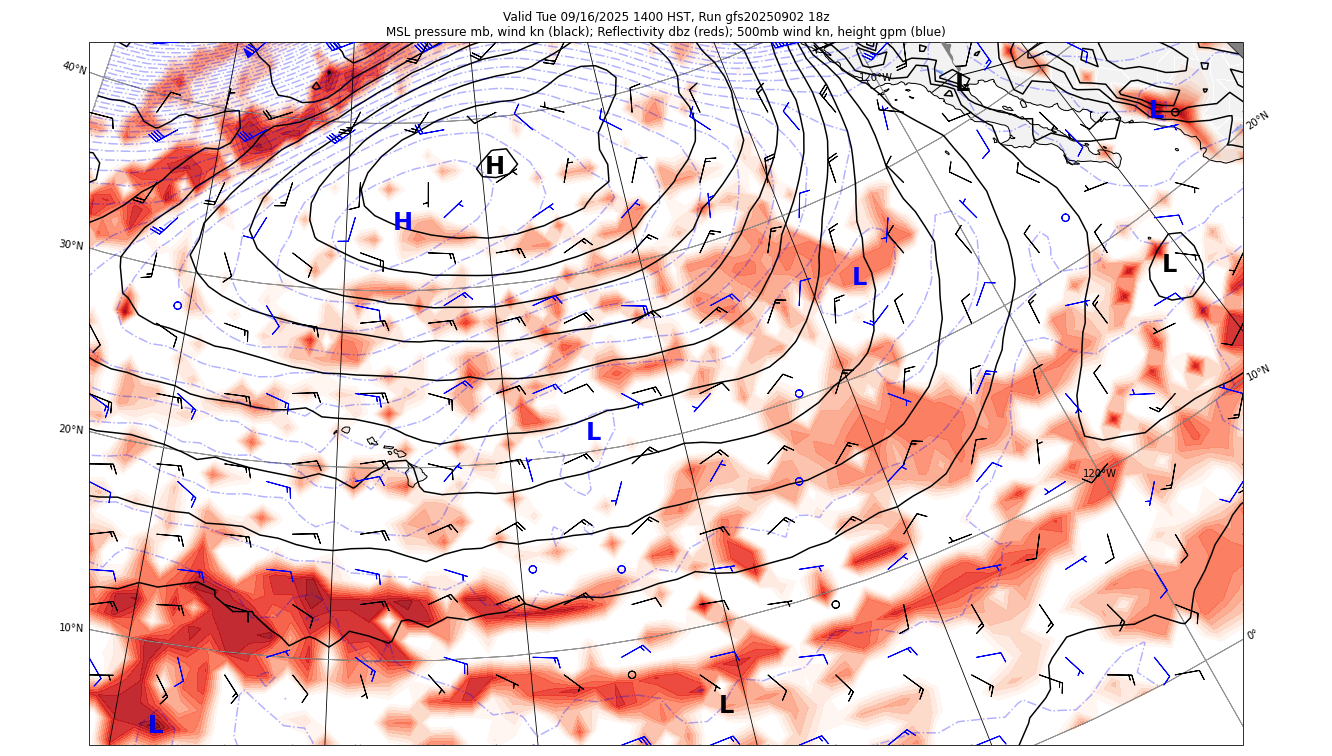 Valid Tue 09/16/2025 1400 HST, Run gfs20250902 18z
MSL pressure mb, wind kn (black); Reflectivity dbz (reds); 500mb wind kn, height gpm (blue)
40°N
120°W
L
L
20°N
H
H
30°N
L
L
10°N
20°N
L
120°W
10°N
0°
L
L